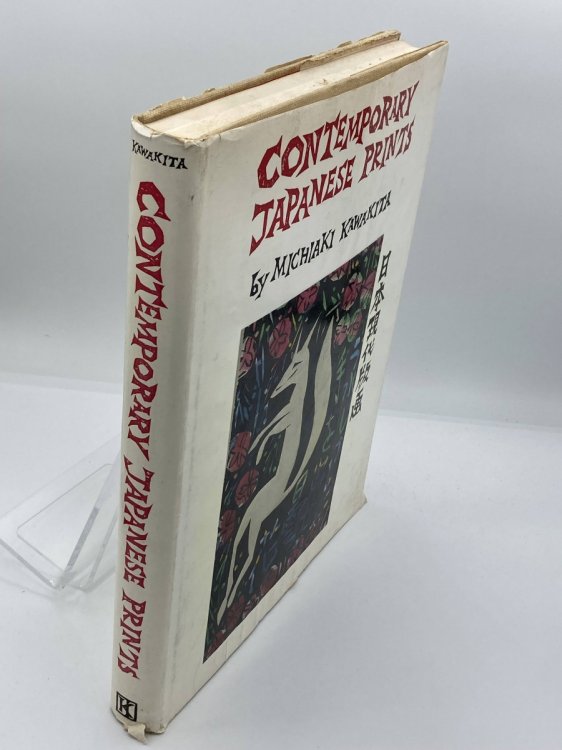 CONTEMPORARY
JAPANESE PRINTS
by MICHIAKI KAWAKITA
日本現代版画
KAWAKITA
CONTEMPORARY JAPANESE PRINTS